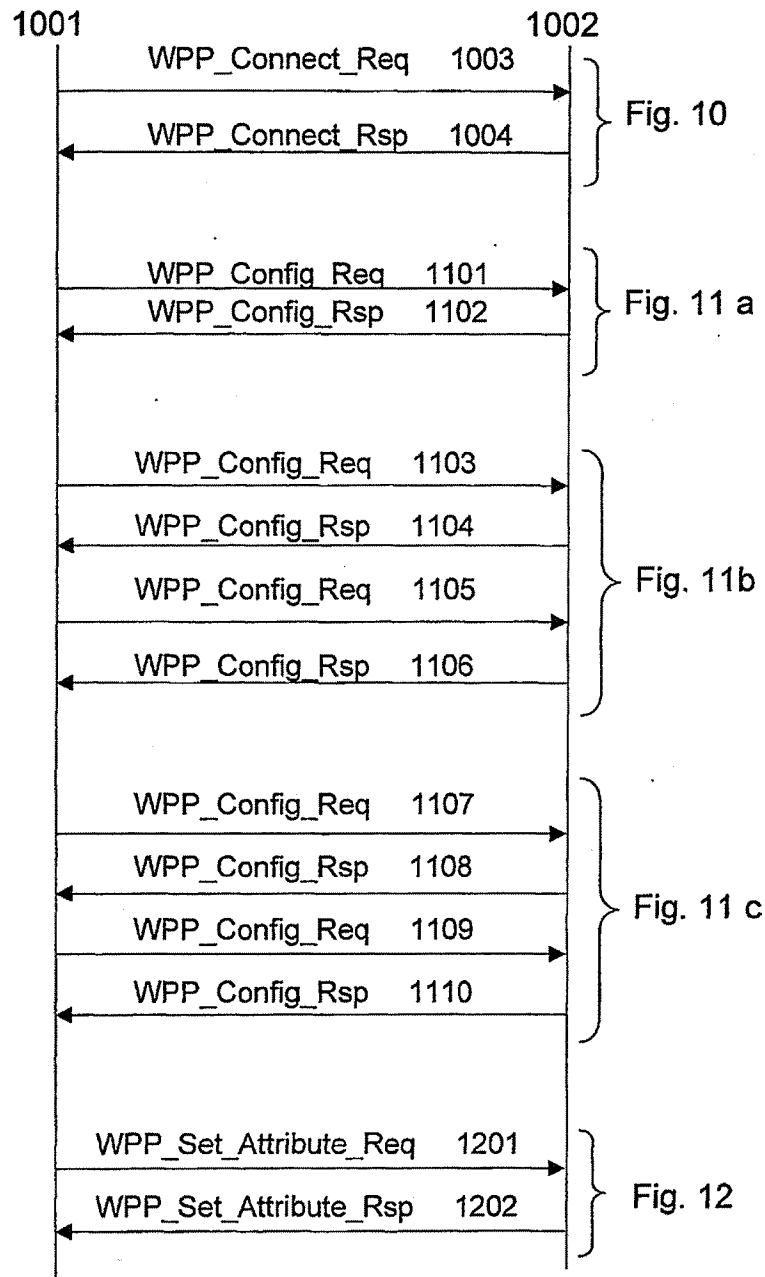 1001 1002
WPP_Connect_Req 1003
WPP_Connect_Rsp 1004
Fig. 10
WPP_Config_Req 1101
WPP_Config_Rsp 1102
Fig. 11 a
WPP_Config_Req 1103
WPP_Config_Rsp 1104
WPP_Config_Req 1105
WPP_Config_Rsp 1106
Fig. 11b
WPP_Config_Req 1107
WPP_Config_Rsp 1108
WPP_Config_Req 1109
WPP_Config_Rsp 1110
Fig. 11 c
WPP_Set_Attribute_Req 1201
WPP_Set_Attribute_Rsp 1202
Fig. 12